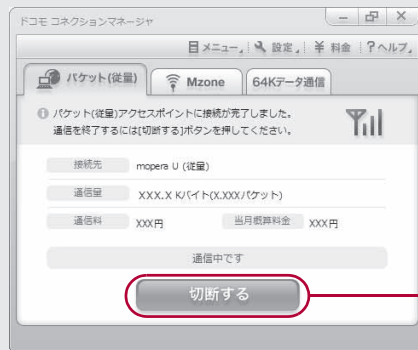 ドコモ コネクションマネージャ
メニュー 設定 ¥ 料金 ? ヘルプ
パケット(従量) Mzone 64Kデータ通信
パケット(従量)アクセスポイントに接続が完了しました。
通信を終了するには[切断する]ボタンを押してください。
接続先 mopera U (従量)
通信量 XXX.X Kバイト(X.XXXパケット)
通信料 XXX円 当月概算料金 XXX円
通信中です
切断する